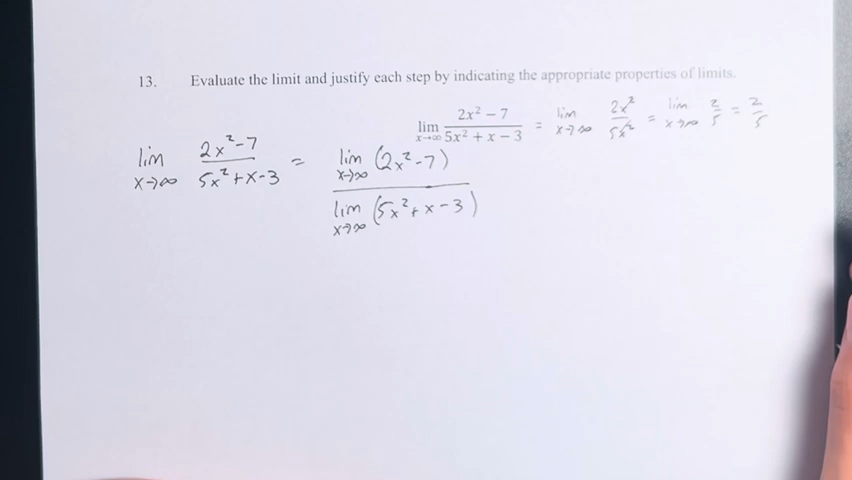 13. Evaluate the limit and justify each step by indicating the appropriate properties of limits.
lim x→∞ (2x² − 7)/(5x² + x − 3) = lim x→∞ 2x²/5x² = lim x→∞ 2/5 = 2/5
lim x→∞ (2x² − 7)/(5x² + x − 3) = lim x→∞ (2x² − 7) / lim x→∞ (5x² + x − 3)